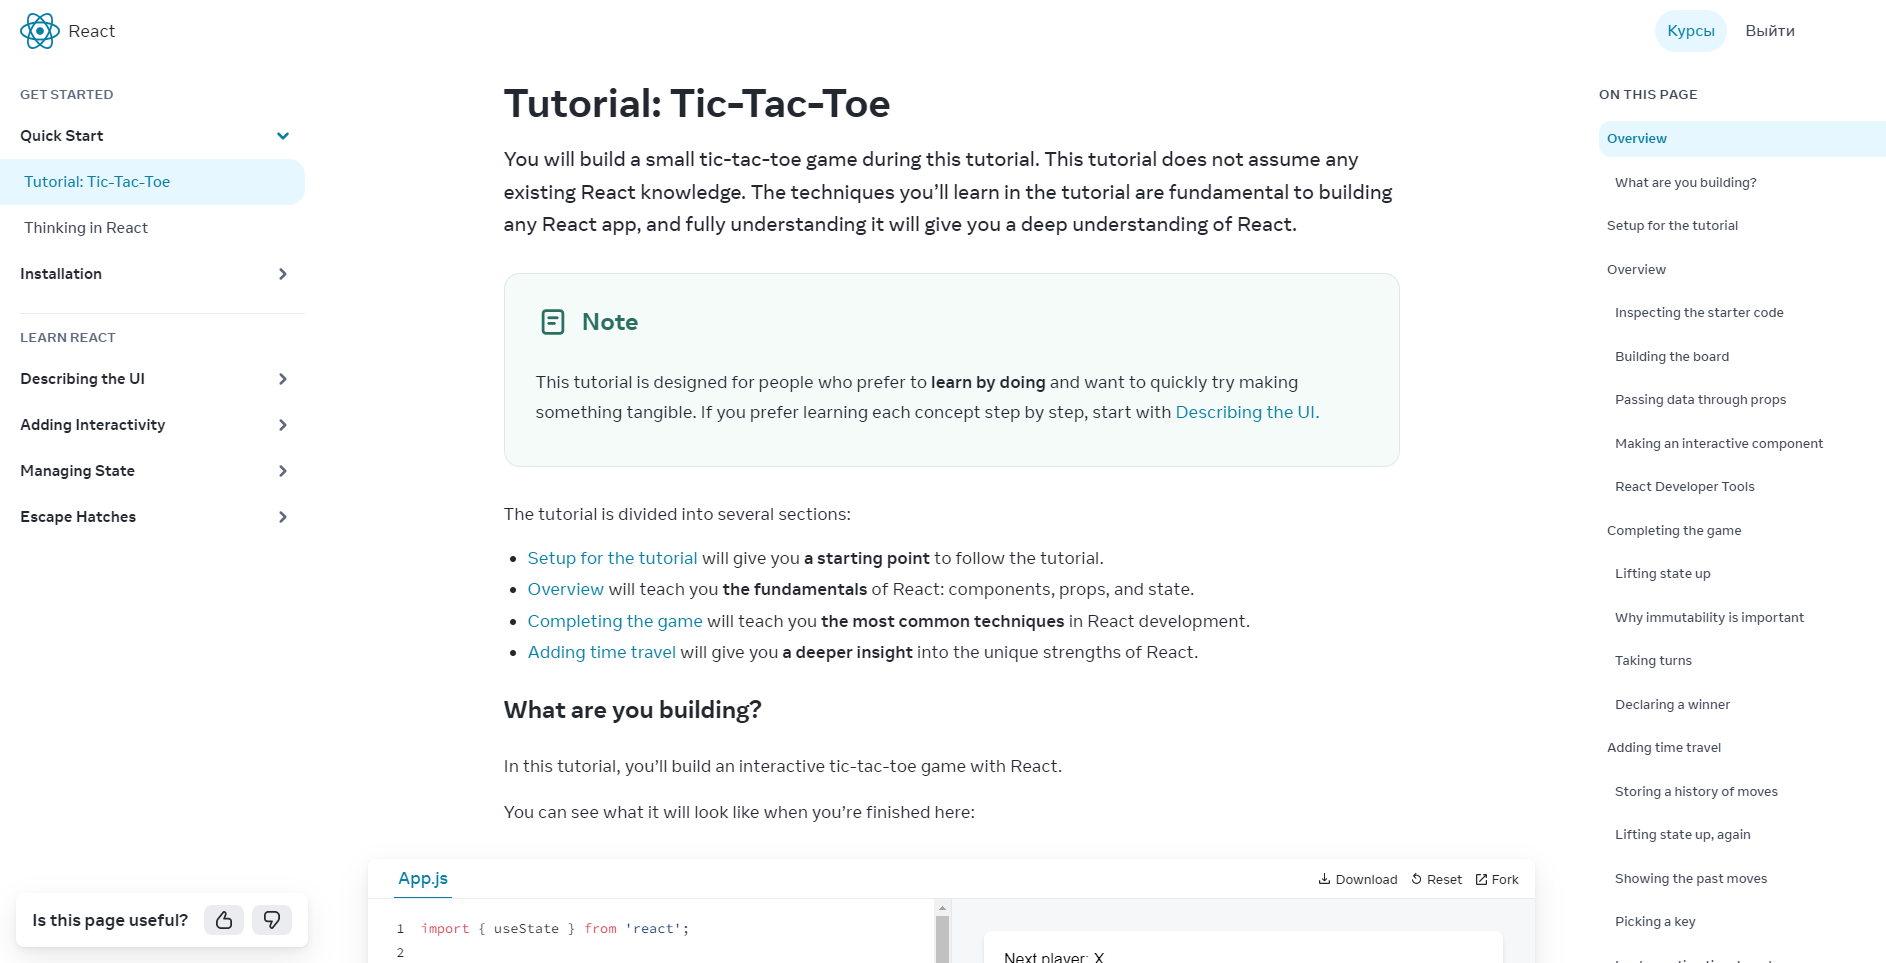 React
Курсы
Выйти
GET STARTED
Quick Start
Tutorial: Tic-Tac-Toe
Thinking in React
Installation
LEARN REACT
Describing the UI
Adding Interactivity
Managing State
Escape Hatches
Is this page useful?
Tutorial: Tic-Tac-Toe
You will build a small tic-tac-toe game during this tutorial. This tutorial does not assume any
existing React knowledge. The techniques you’ll learn in the tutorial are fundamental to building
any React app, and fully understanding it will give you a deep understanding of React.
Note
This tutorial is designed for people who prefer to learn by doing and want to quickly try making
something tangible. If you prefer learning each concept step by step, start with Describing the UI.
The tutorial is divided into several sections:
• Setup for the tutorial will give you a starting point to follow the tutorial.
• Overview will teach you the fundamentals of React: components, props, and state.
• Completing the game will teach you the most common techniques in React development.
• Adding time travel will give you a deeper insight into the unique strengths of React.
What are you building?
In this tutorial, you’ll build an interactive tic-tac-toe game with React.
You can see what it will look like when you’re finished here:
App.js
Download
Reset
Fork
1 import { useState } from 'react';
2
Next player: X
ON THIS PAGE
Overview
What are you building?
Setup for the tutorial
Overview
Inspecting the starter code
Building the board
Passing data through props
Making an interactive component
React Developer Tools
Completing the game
Lifting state up
Why immutability is important
Taking turns
Declaring a winner
Adding time travel
Storing a history of moves
Lifting state up, again
Showing the past moves
Picking a key